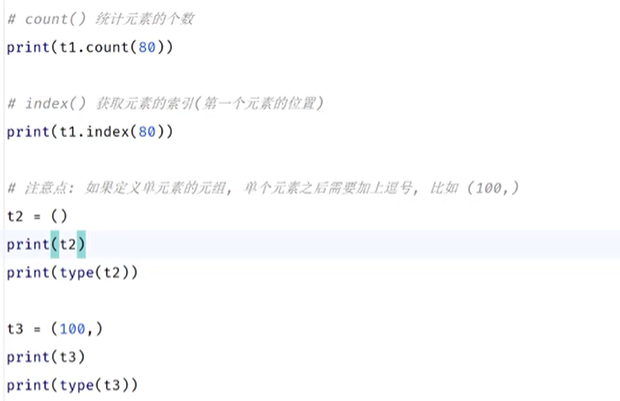 # count() 统计元素的个数
print(t1.count(80))
# index() 获取元素的索引(第一个元素的位置)
print(t1.index(80))
# 注意点: 如果定义单元素的元组, 单个元素之后需要加上逗号, 比如 (100,)
t2 = ()
print(t2)
print(type(t2))
t3 = (100,)
print(t3)
print(type(t3))